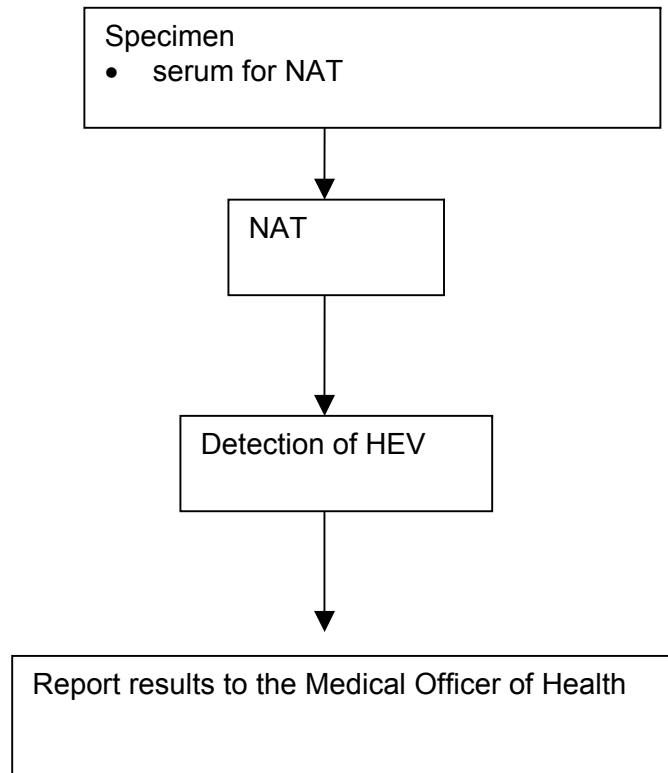 Specimen
• serum for NAT
NAT
Detection of HEV
Report results to the Medical Officer of Health